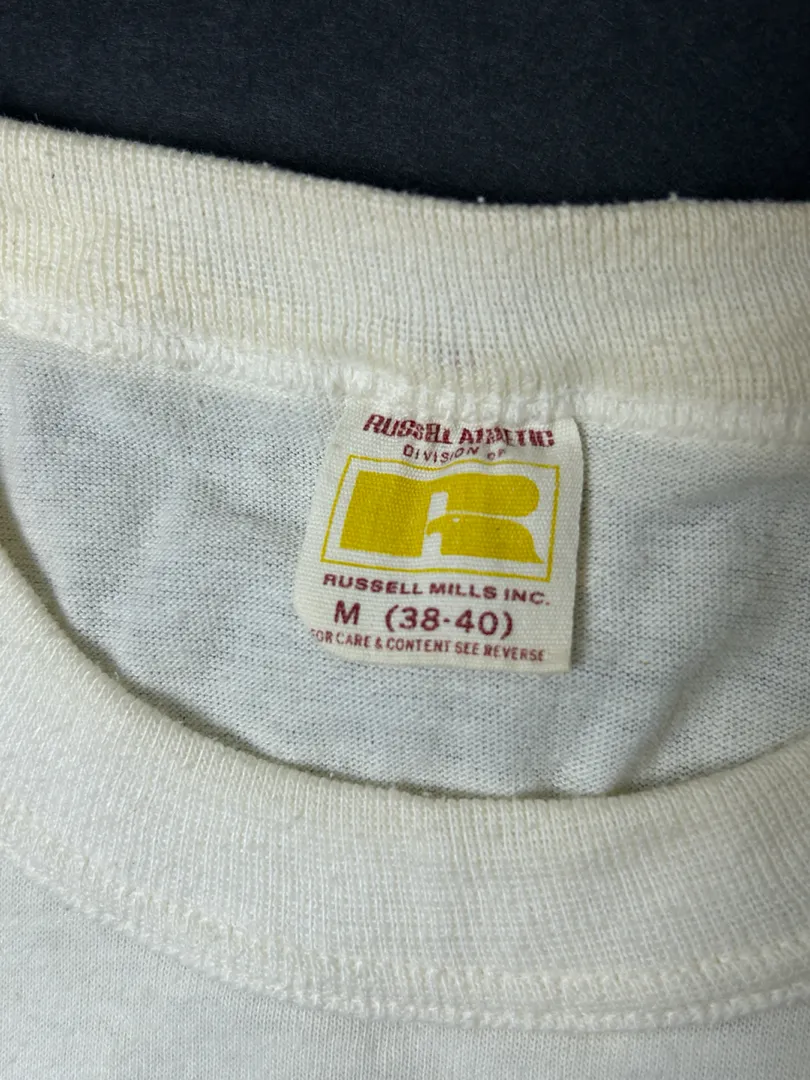 RUSSELL ATHLETIC
DIVISION OF
R
RUSSELL MILLS INC.
M (38-40)
FOR CARE & CONTENT SEE REVERSE